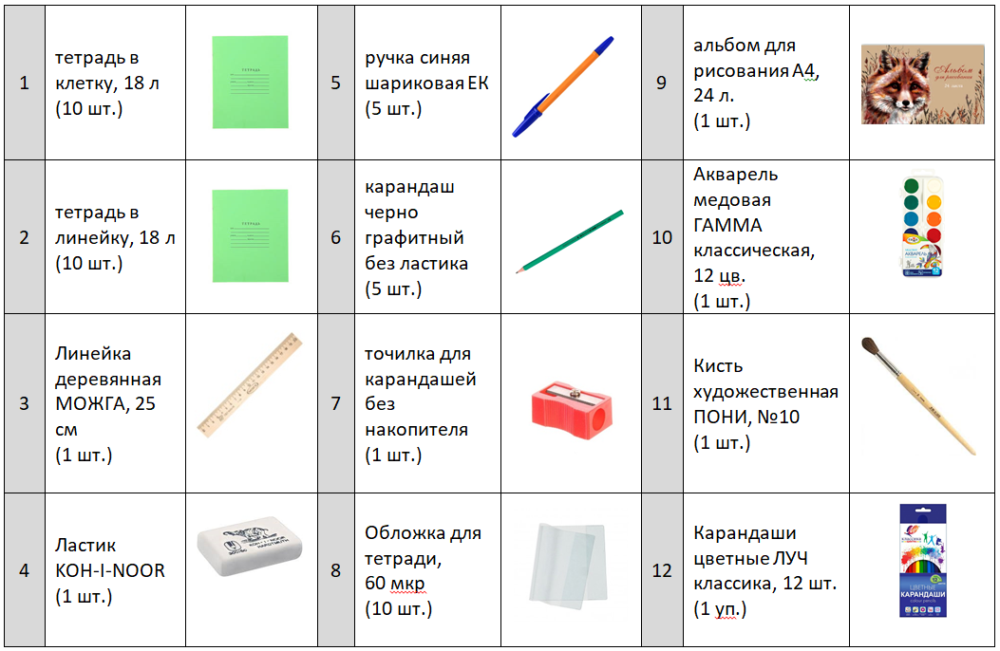 1
тетрадь в
клетку, 18 л
(10 шт.)
ТЕТРАДЬ
5
ручка синяя
шариковая ЕК
(5 шт.)
9
альбом для
рисования А4,
24 л.
(1 шт.)
Альбом
для рисования
2
тетрадь в
линейку, 18 л
(10 шт.)
ТЕТРАДЬ
6
карандаш
черно
графитный
без ластика
(5 шт.)
10
Акварель
медовая
ГАММА
классическая,
12 цв.
(1 шт.)
АКВАРЕЛЬ
3
Линейка
деревянная
МОЖГА, 25
см
(1 шт.)
7
точилка для
карандашей
без
накопителя
(1 шт.)
11
Кисть
художественная
ПОНИ, №10
(1 шт.)
4
Ластик
KOH-I-NOOR
(1 шт.)
KOH-I-NOOR
HARDTMUTH
8
Обложка для
тетради,
60 мкр
(10 шт.)
12
Карандаши
цветные ЛУЧ
классика, 12 шт.
(1 уп.)
ЦВЕТНЫЕ
КАРАНДАШИ
colour pencils